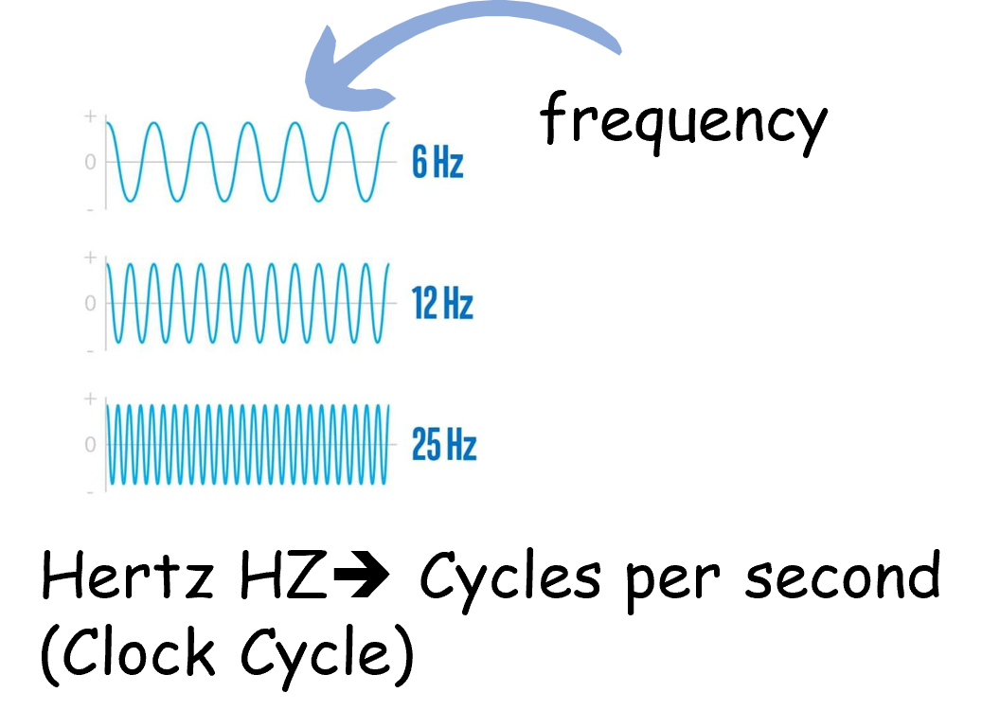 frequency
+
0
-
6 Hz
+
0
-
12 Hz
+
0
-
25 Hz
Hertz HZ➔ Cycles per second
(Clock Cycle)